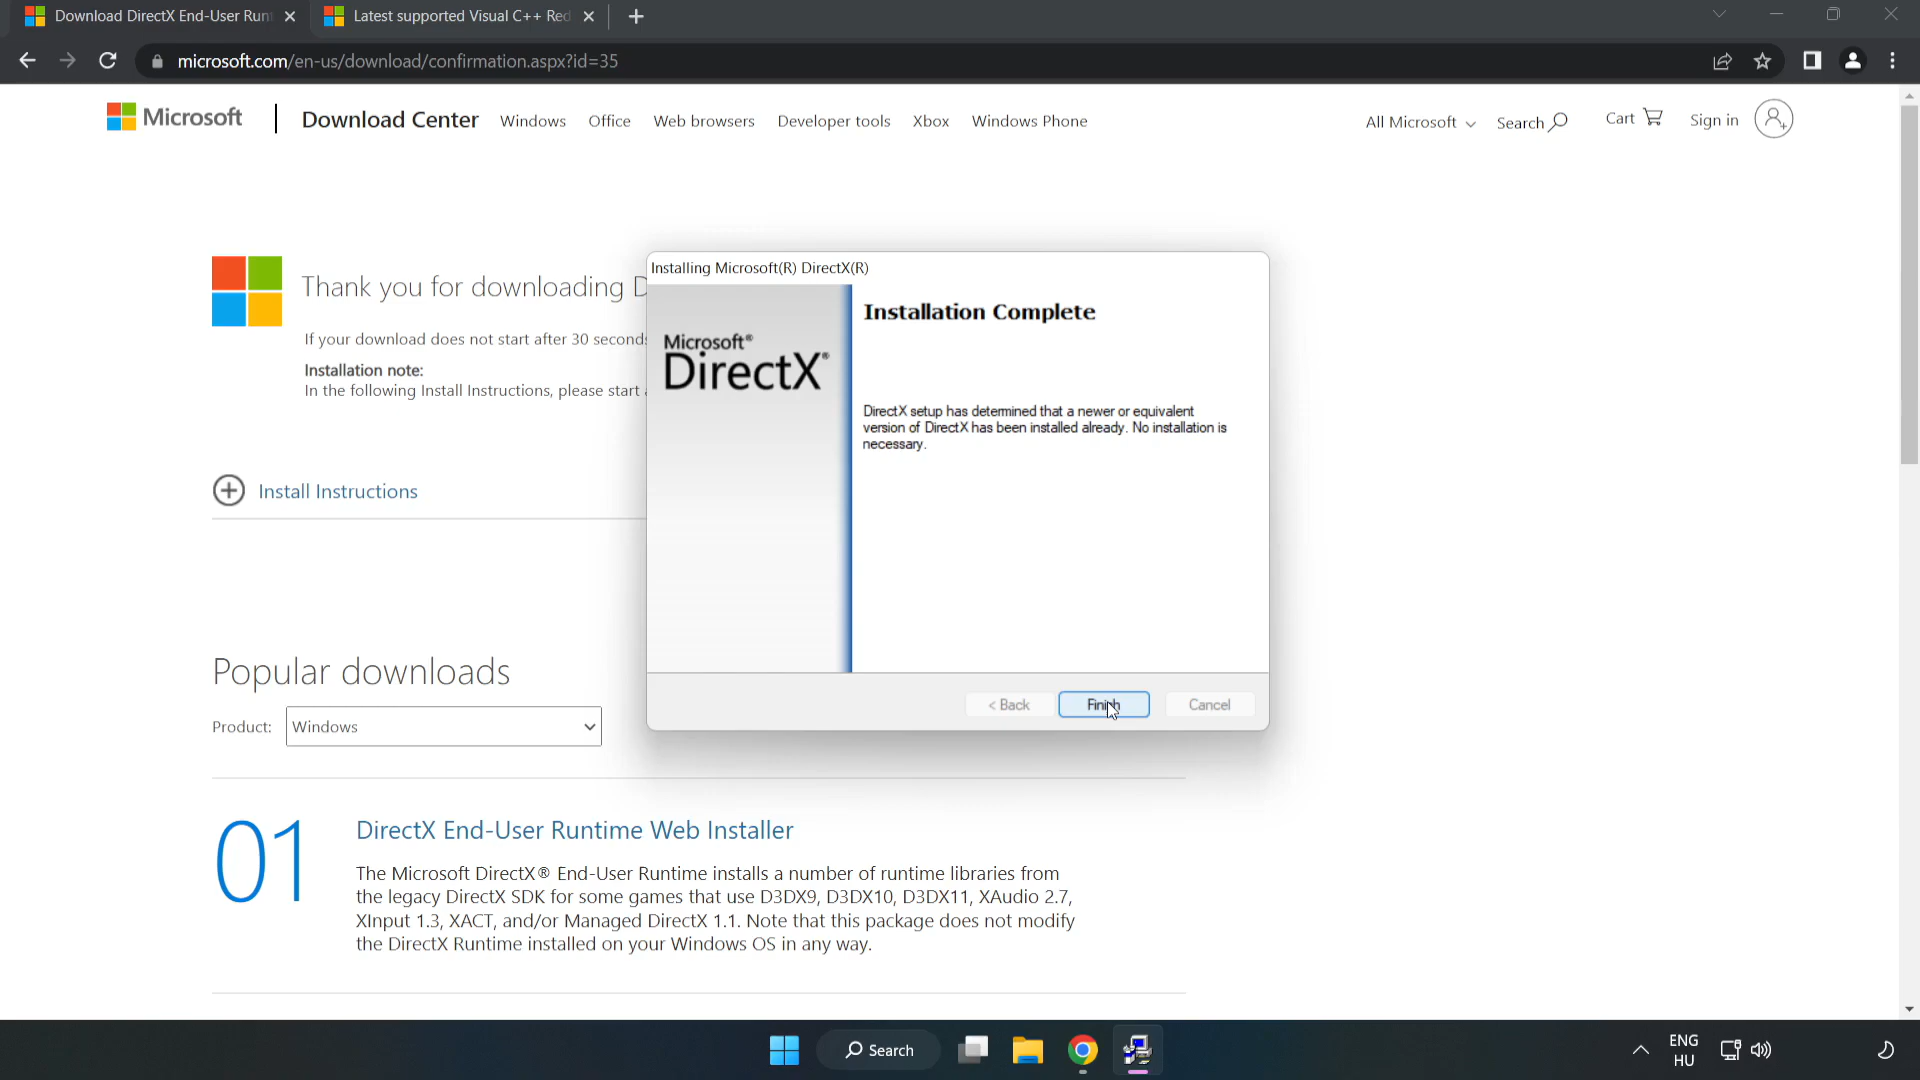 Download DirectX End-User Runt
Latest supported Visual C++ Red
microsoft.com/en-us/download/confirmation.aspx?id=35
Microsoft
Download Center
Windows
Office
Web browsers
Developer tools
Xbox
Windows Phone
All Microsoft
Search
Cart
Sign in
Thank you for downloading D
If your download does not start after 30 seconds
Installation note:
In the following Install Instructions, please start a
Install Instructions
Installing Microsoft(R) DirectX(R)
Microsoft®
DirectX®
Installation Complete
DirectX setup has determined that a newer or equivalent
version of DirectX has been installed already. No installation is
necessary.
< Back
Finish
Cancel
Popular downloads
Product:
Windows
01
DirectX End-User Runtime Web Installer
The Microsoft DirectX® End-User Runtime installs a number of runtime libraries from
the legacy DirectX SDK for some games that use D3DX9, D3DX10, D3DX11, XAudio 2.7,
XInput 1.3, XACT, and/or Managed DirectX 1.1. Note that this package does not modify
the DirectX Runtime installed on your Windows OS in any way.
Search
ENG
HU